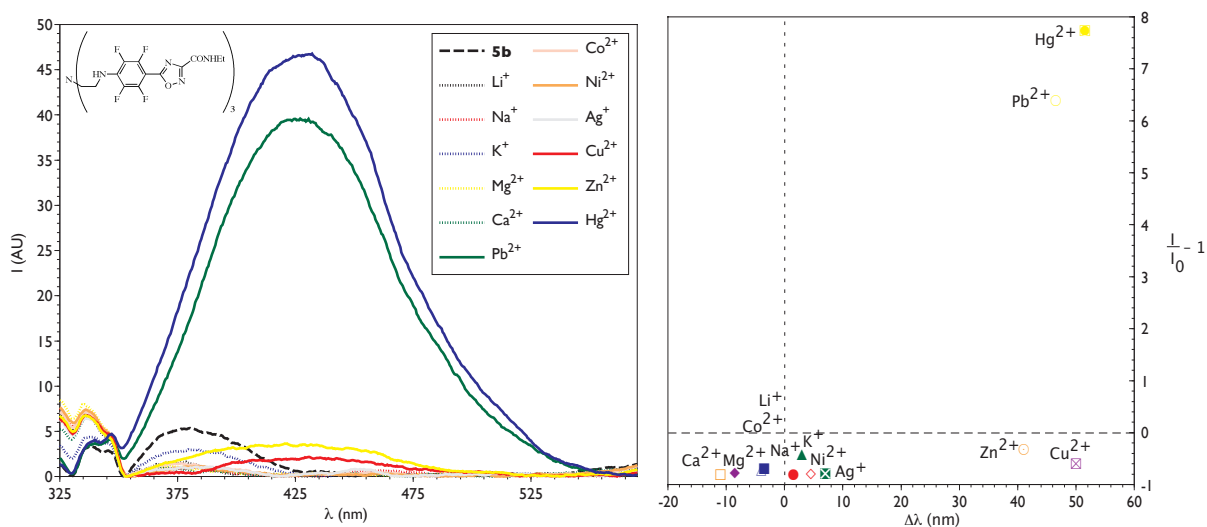 50
45
40
35
30
25
20
15
10
5
0
I (AU)
325
375
425
475
525
λ (nm)
F
F
F
F
HN
N
N
N
O
CONHEt
3
5b
Li⁺
Na⁺
K⁺
Mg²⁺
Ca²⁺
Pb²⁺
Co²⁺
Ni²⁺
Ag⁺
Cu²⁺
Zn²⁺
Hg²⁺
Hg²⁺
Pb²⁺
Li⁺
Co²⁺
Ca²⁺ Mg²⁺ Na⁺ K⁺ Ni²⁺ Ag⁺
Zn²⁺ Cu²⁺
8
7
6
5
4
3
2
1
0
-1
I
I₀ - 1
-20
-10
0
10
20
30
40
50
60
Δλ (nm)